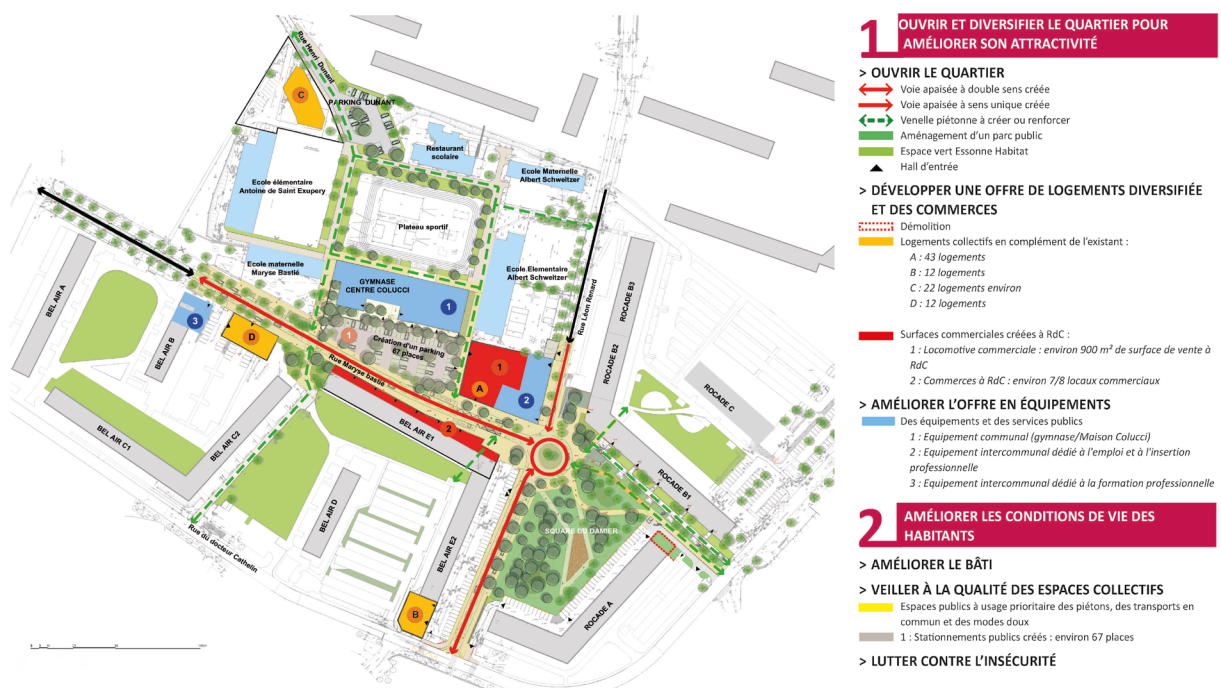 Rue Henri Dunant
C
PARKING DUNANT
Restaurant
scolaire
Ecole Maternelle
Albert Schweitzer
Ecole élémentaire
Antoine de Saint Exupery
Plateau sportif
Ecole maternelle
Maryse Bastié
Ecole Elementaire
Albert Schweitzer
GYMNASE
CENTRE COLUCCI
1
Rue Léon Renard
ROCADE B3
BEL AIR A
3
BEL AIR B
D
1
Création d'un parking
67 places
Rue Maryse bastié
1
A
2
ROCADE B2
ROCADE C
BEL AIR C1
BEL AIR C2
BEL AIR E1
2
ROCADE B1
BEL AIR D
BEL AIR E2
SQUARE DU DAMIER
Rue du docteur Cathelin
B
ROCADE A
1 OUVRIR ET DIVERSIFIER LE QUARTIER POUR
AMÉLIORER SON ATTRACTIVITÉ
> OUVRIR LE QUARTIER
Voie apaisée à double sens créée
Voie apaisée à sens unique créée
Venelle piétonne à créer ou renforcer
Aménagement d'un parc public
Espace vert Essonne Habitat
Hall d'entrée
> DÉVELOPPER UNE OFFRE DE LOGEMENTS DIVERSIFIÉE
ET DES COMMERCES
Démolition
Logements collectifs en complément de l'existant :
A : 43 logements
B : 12 logements
C : 22 logements environ
D : 12 logements
Surfaces commerciales créées à RdC :
1 : Locomotive commerciale : environ 900 m² de surface de vente à
RdC
2 : Commerces à RdC : environ 7/8 locaux commerciaux
> AMÉLIORER L'OFFRE EN ÉQUIPEMENTS
Des équipements et des services publics
1 : Equipement communal (gymnase/Maison Colucci)
2 : Equipement intercommunal dédié à l'emploi et à l'insertion
professionnelle
3 : Equipement intercommunal dédié à la formation professionnelle
2 AMÉLIORER LES CONDITIONS DE VIE DES
HABITANTS
> AMÉLIORER LE BÂTI
> VEILLER À LA QUALITÉ DES ESPACES COLLECTIFS
Espaces publics à usage prioritaire des piétons, des transports en
commun et des modes doux
1 : Stationnements publics créés : environ 67 places
> LUTTER CONTRE L'INSÉCURITÉ